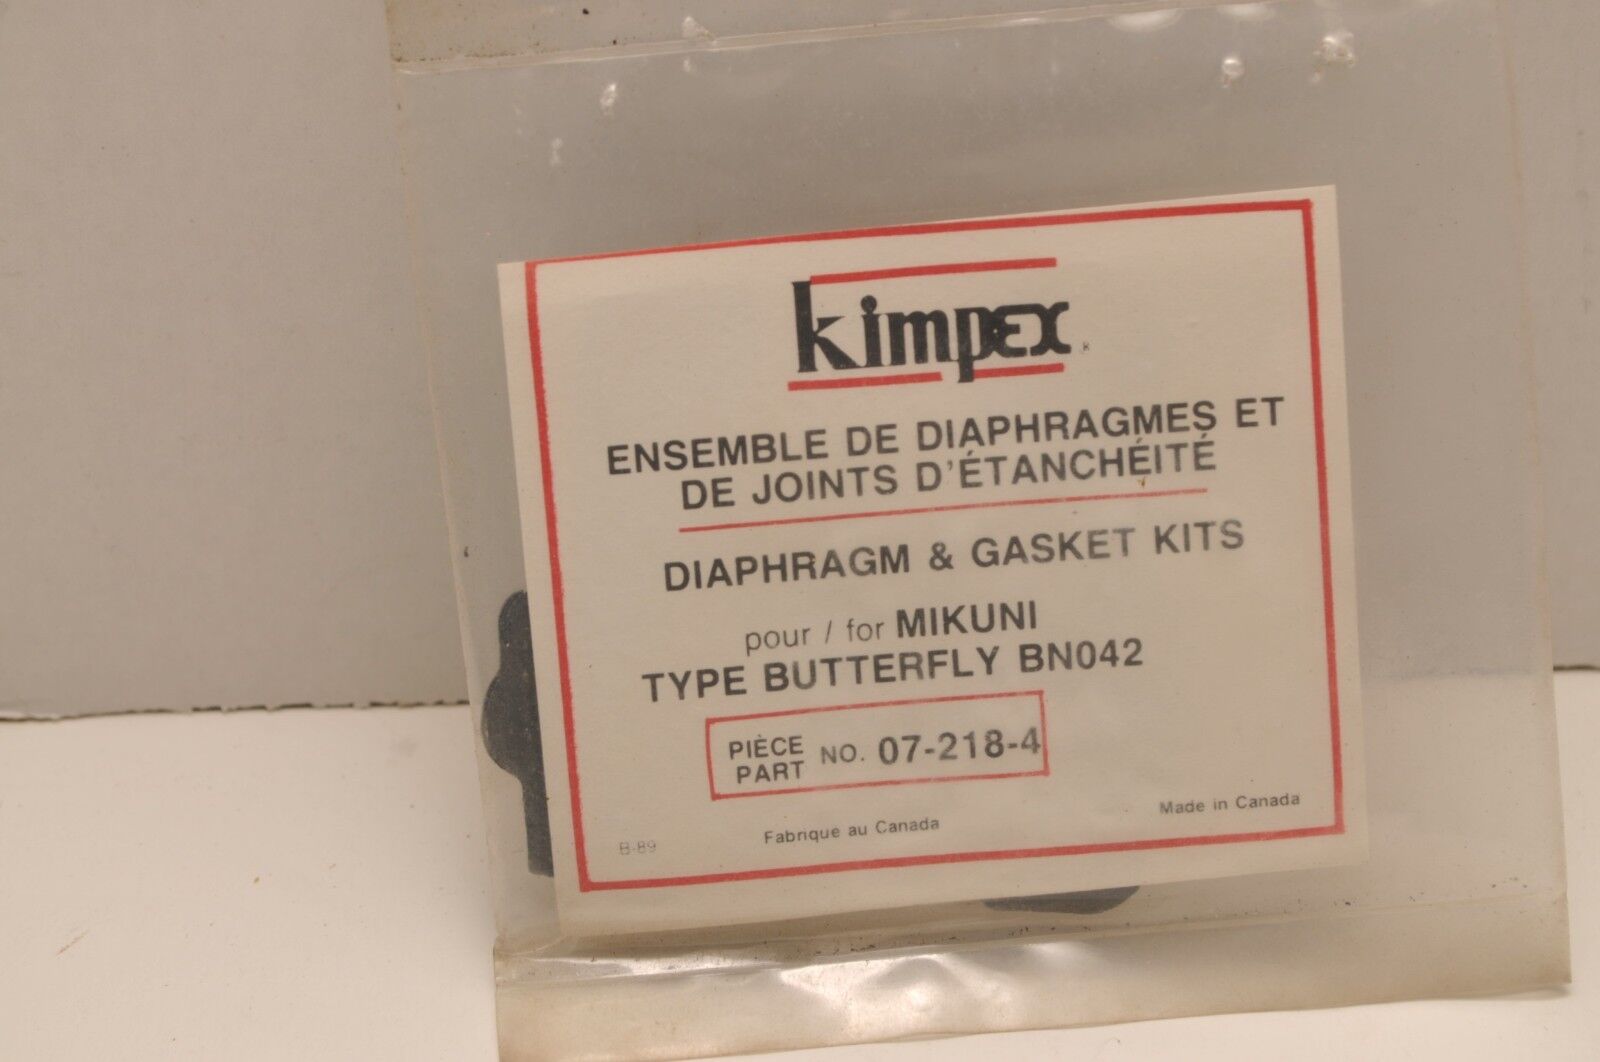 kimpex
ENSEMBLE DE DIAPHRAGMES ET
DE JOINTS D'ÉTANCHÉITÉ
DIAPHRAGM & GASKET KITS
pour / for MIKUNI
TYPE BUTTERFLY BN042
PIÈCE
PART NO. 07-218-4
B-89
Fabrique au Canada
Made in Canada